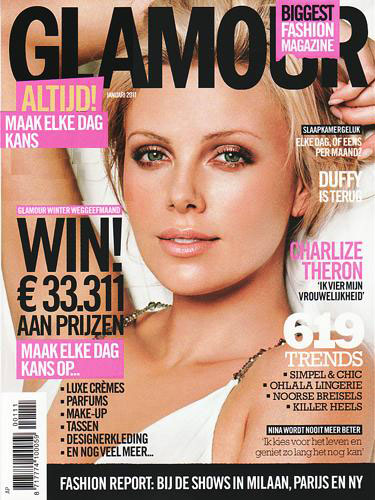 GLAMOUR
BIGGEST
FASHION
MAGAZINE
JANUARI 2011
ALTIJD!
MAAK ELKE DAG
KANS
SLAAPKAMERGELUK
ELKE DAG, OF EENS
PER MAAND?
DUFFY
IS TERUG
GLAMOUR WINTER WEGGEEFMAAND
WIN!
€ 33.311
AAN PRIJZEN
MAAK ELKE DAG
KANS OP...
▪ LUXE CRÈMES
▪ PARFUMS
▪ MAKE-UP
▪ TASSEN
▪ DESIGNERKLEDING
▪ EN NOG VEEL MEER...
CHARLIZE
THERON
'IK VIER MIJN
VROUWELIJKHEID'
619
TRENDS
▪ SIMPEL & CHIC
▪ OHLALA LINGERIE
▪ NOORSE BREISELS
▪ KILLER HEELS
NINA WORDT NOOIT MEER BETER
'Ik kies voor het leven en
geniet zo lang het nog kan'
00111
8 717774 100059
AP
FASHION REPORT: BIJ DE SHOWS IN MILAAN, PARIJS EN NY